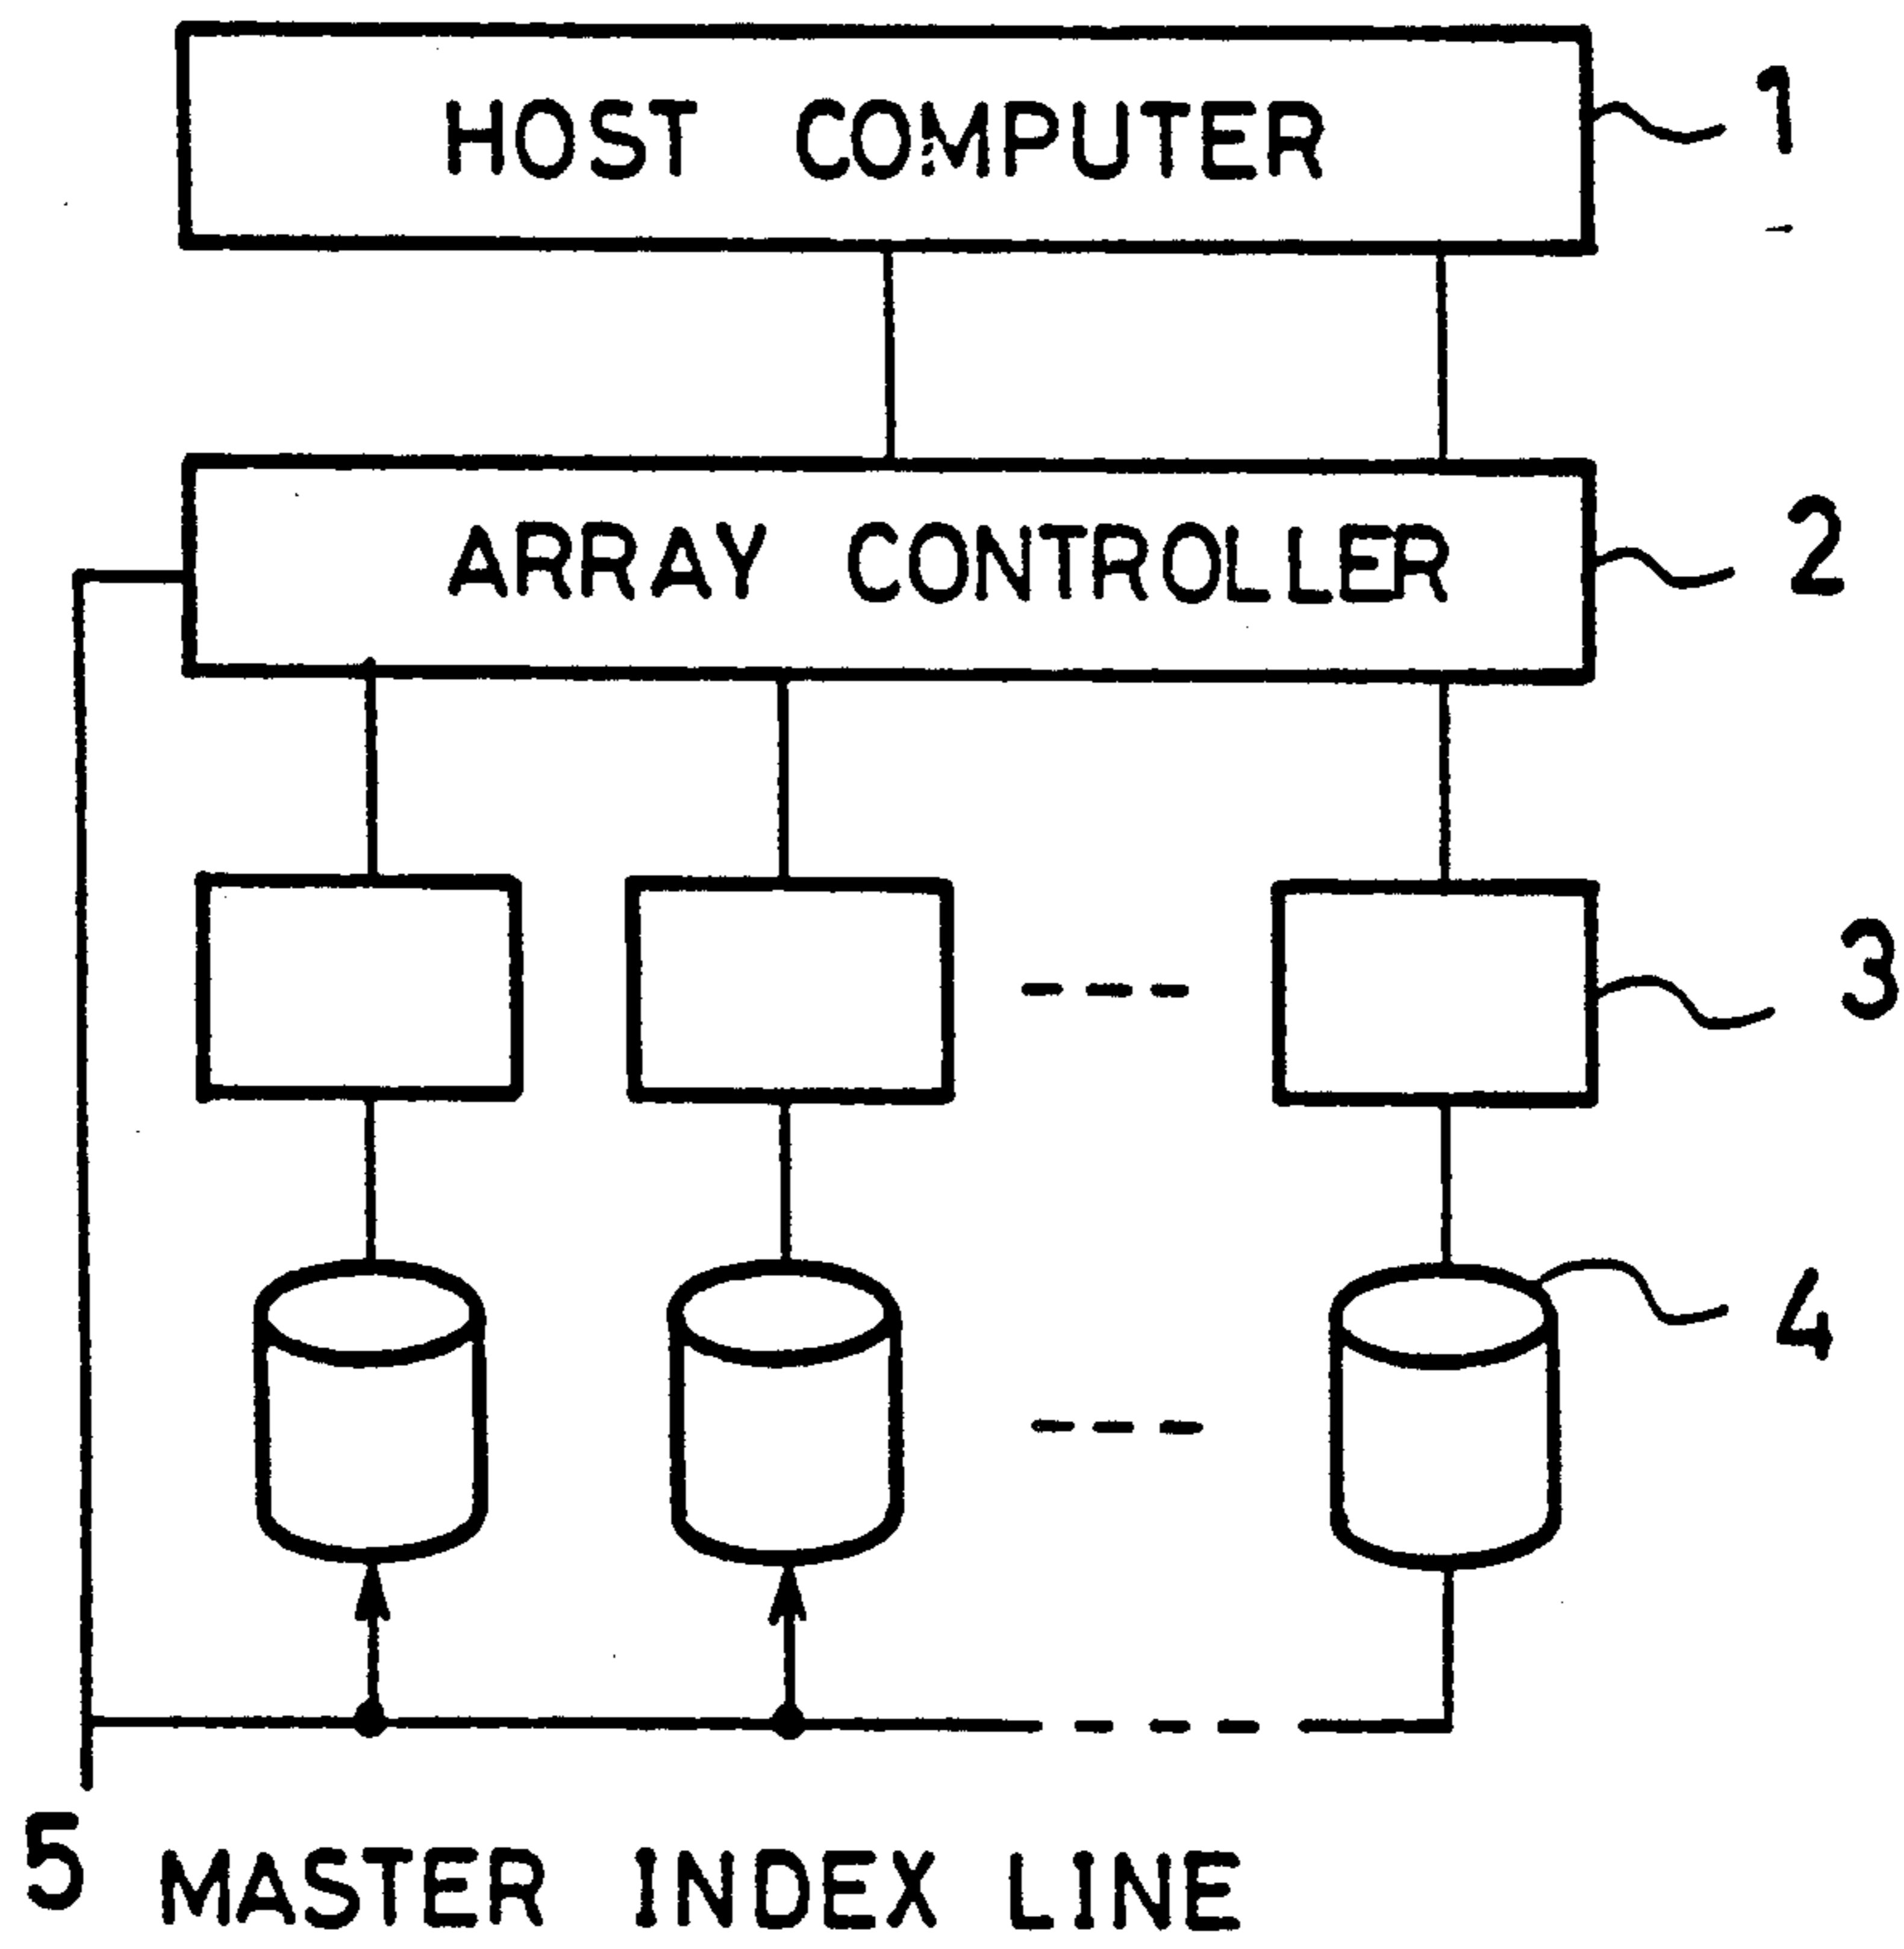 HOST COMPUTER
1
ARRAY CONTROLLER
2
3
4
5 MASTER INDEX LINE